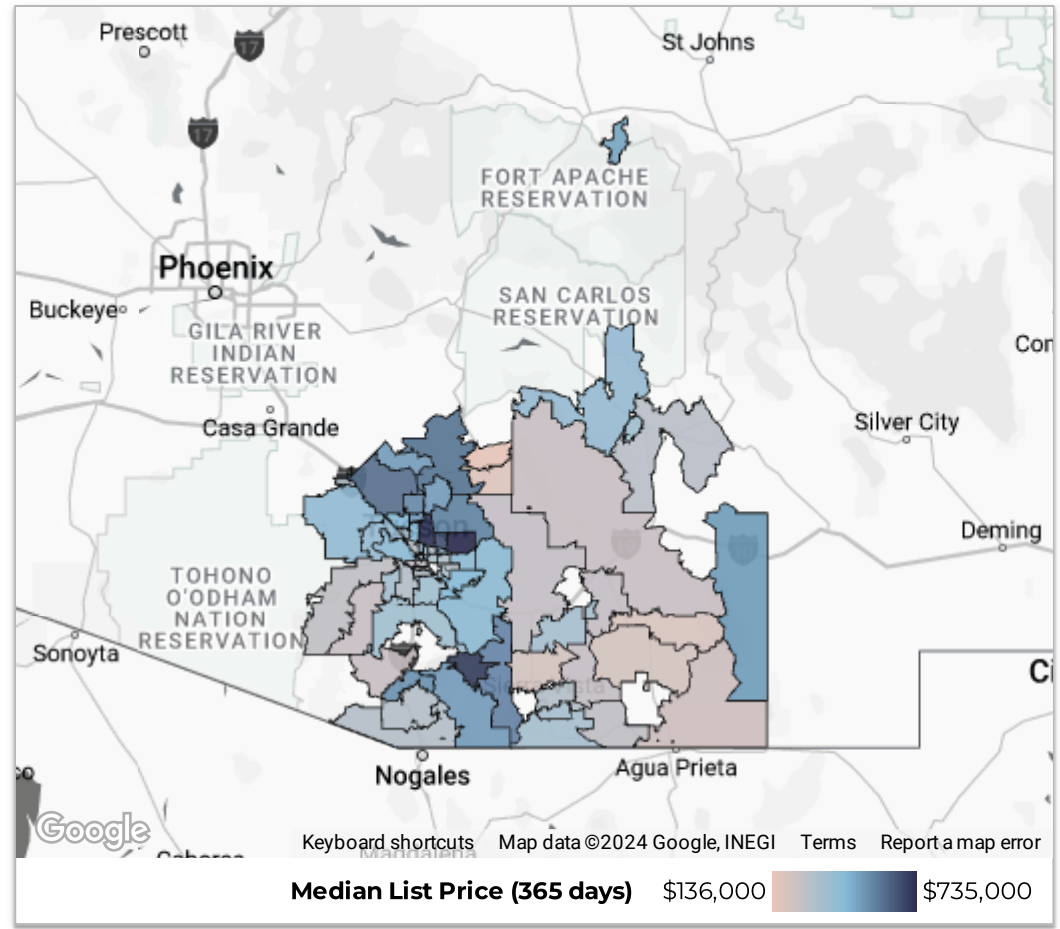 Prescott
17
St Johns
17
FORT APACHE
RESERVATION
Phoenix
SAN CARLOS
RESERVATION
Buckeye
GILA RIVER
INDIAN
RESERVATION
Casa Grande
Silver City
Deming
TOHONO
O'ODHAM
NATION
RESERVATION
Sonoyta
Sierra Vista
Nogales
Agua Prieta
Google
Keyboard shortcuts
Map data ©2024 Google, INEGI
Terms
Report a map error
Median List Price (365 days)
$136,000
$735,000